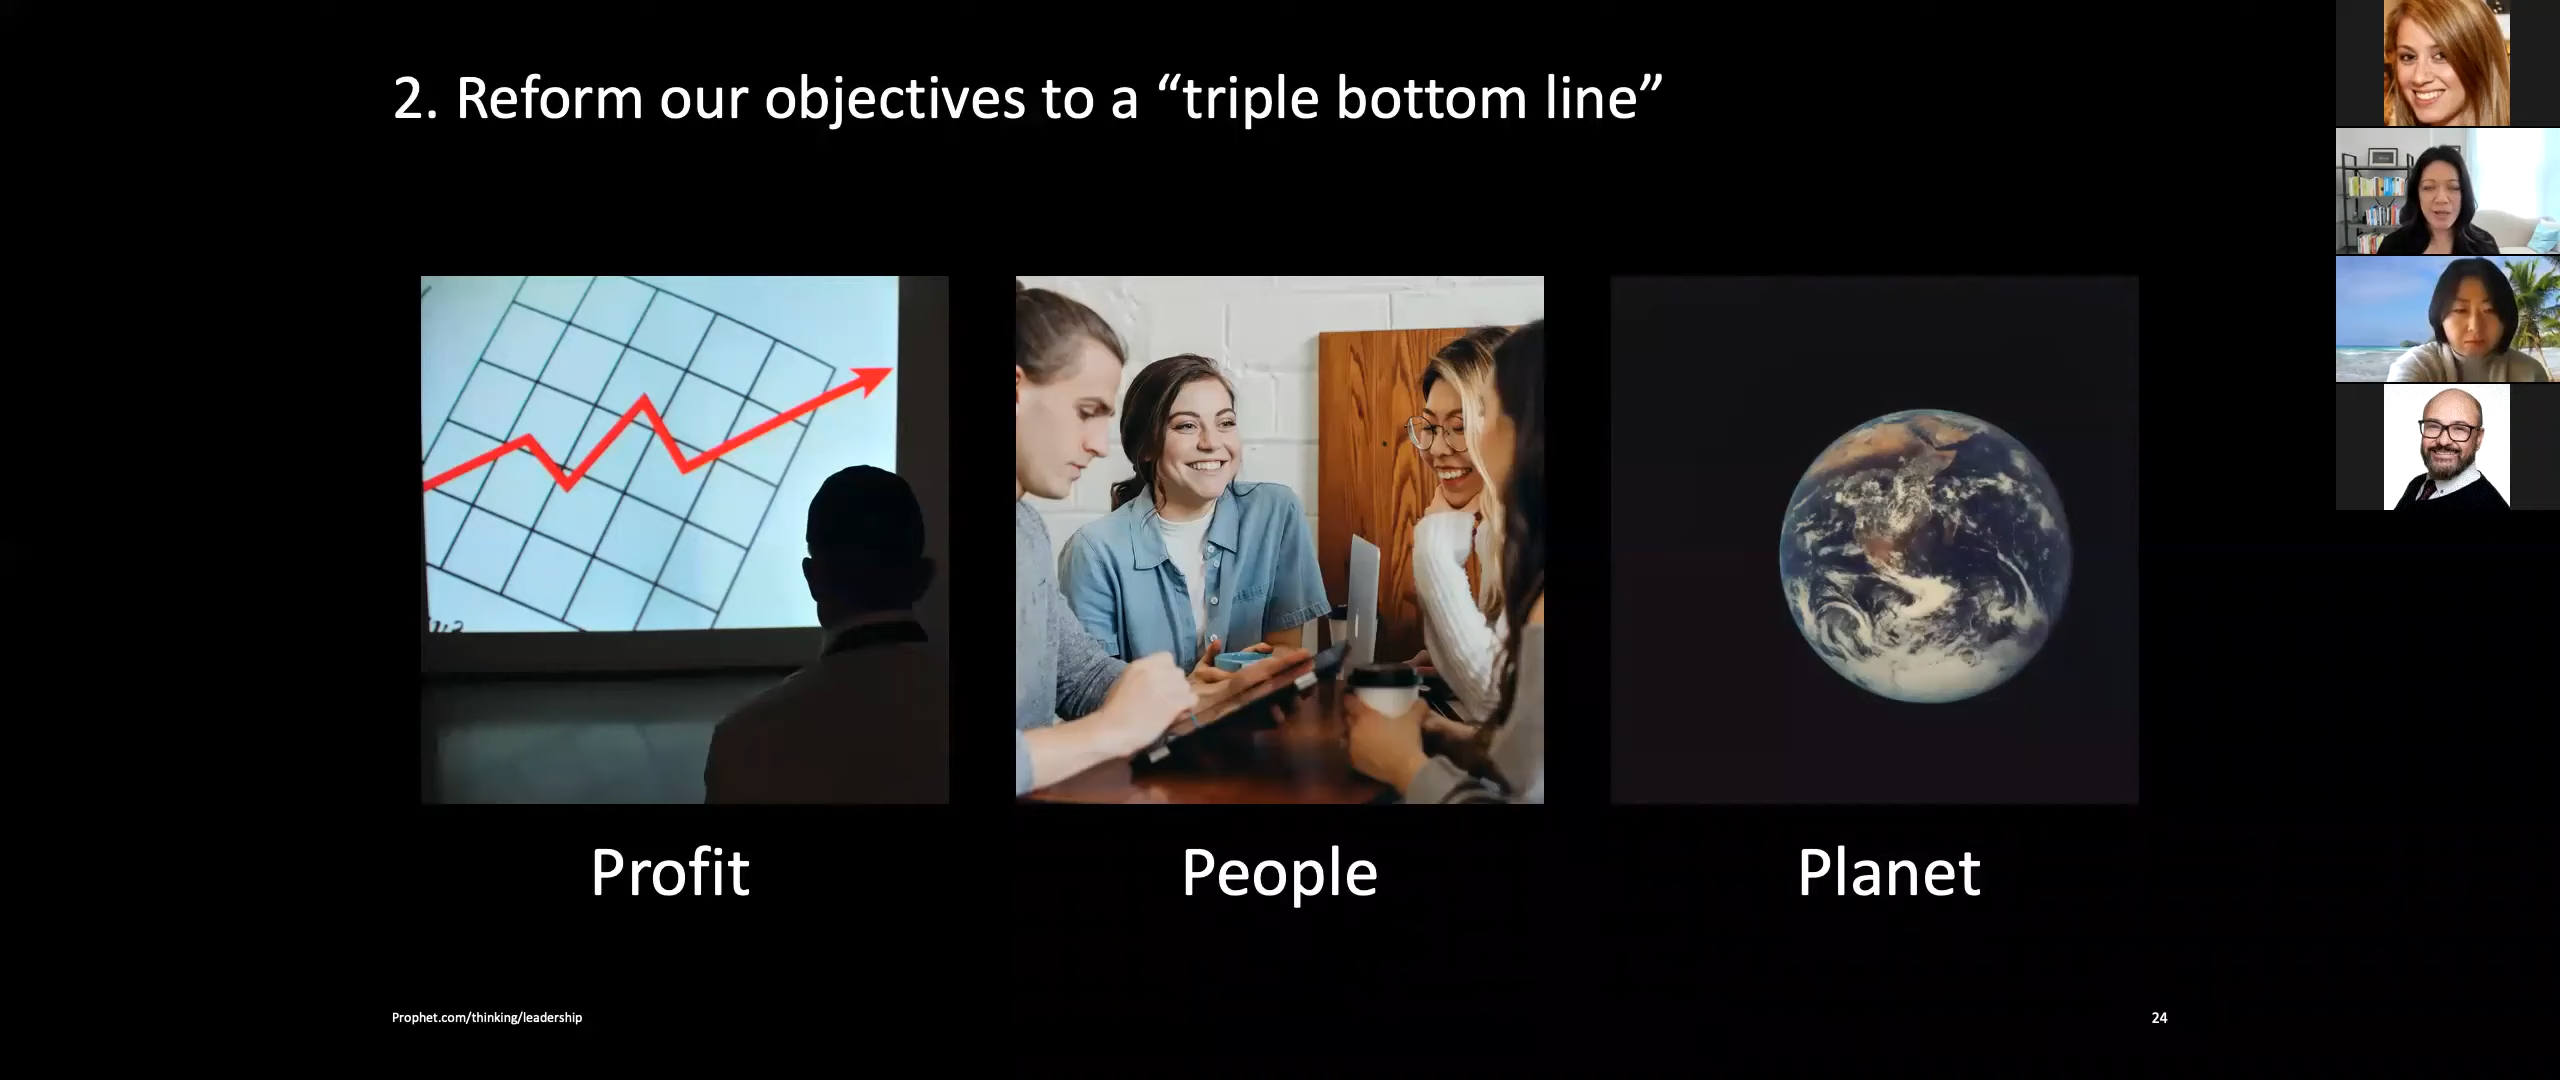 2. Reform our objectives to a “triple bottom line”
Profit
People
Planet
Prophet.com/thinking/leadership
24